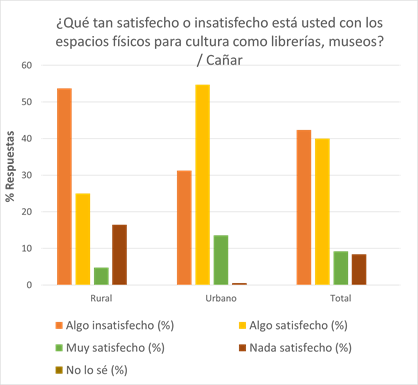 ¿Qué tan satisfecho o insatisfecho está usted con los
espacios físicos para cultura como librerías, museos?
/ Cañar
% Respuestas
60
50
40
30
20
10
0
Rural
Urbano
Total
Algo insatisfecho (%)
Algo satisfecho (%)
Muy satisfecho (%)
Nada satisfecho (%)
No lo sé (%)